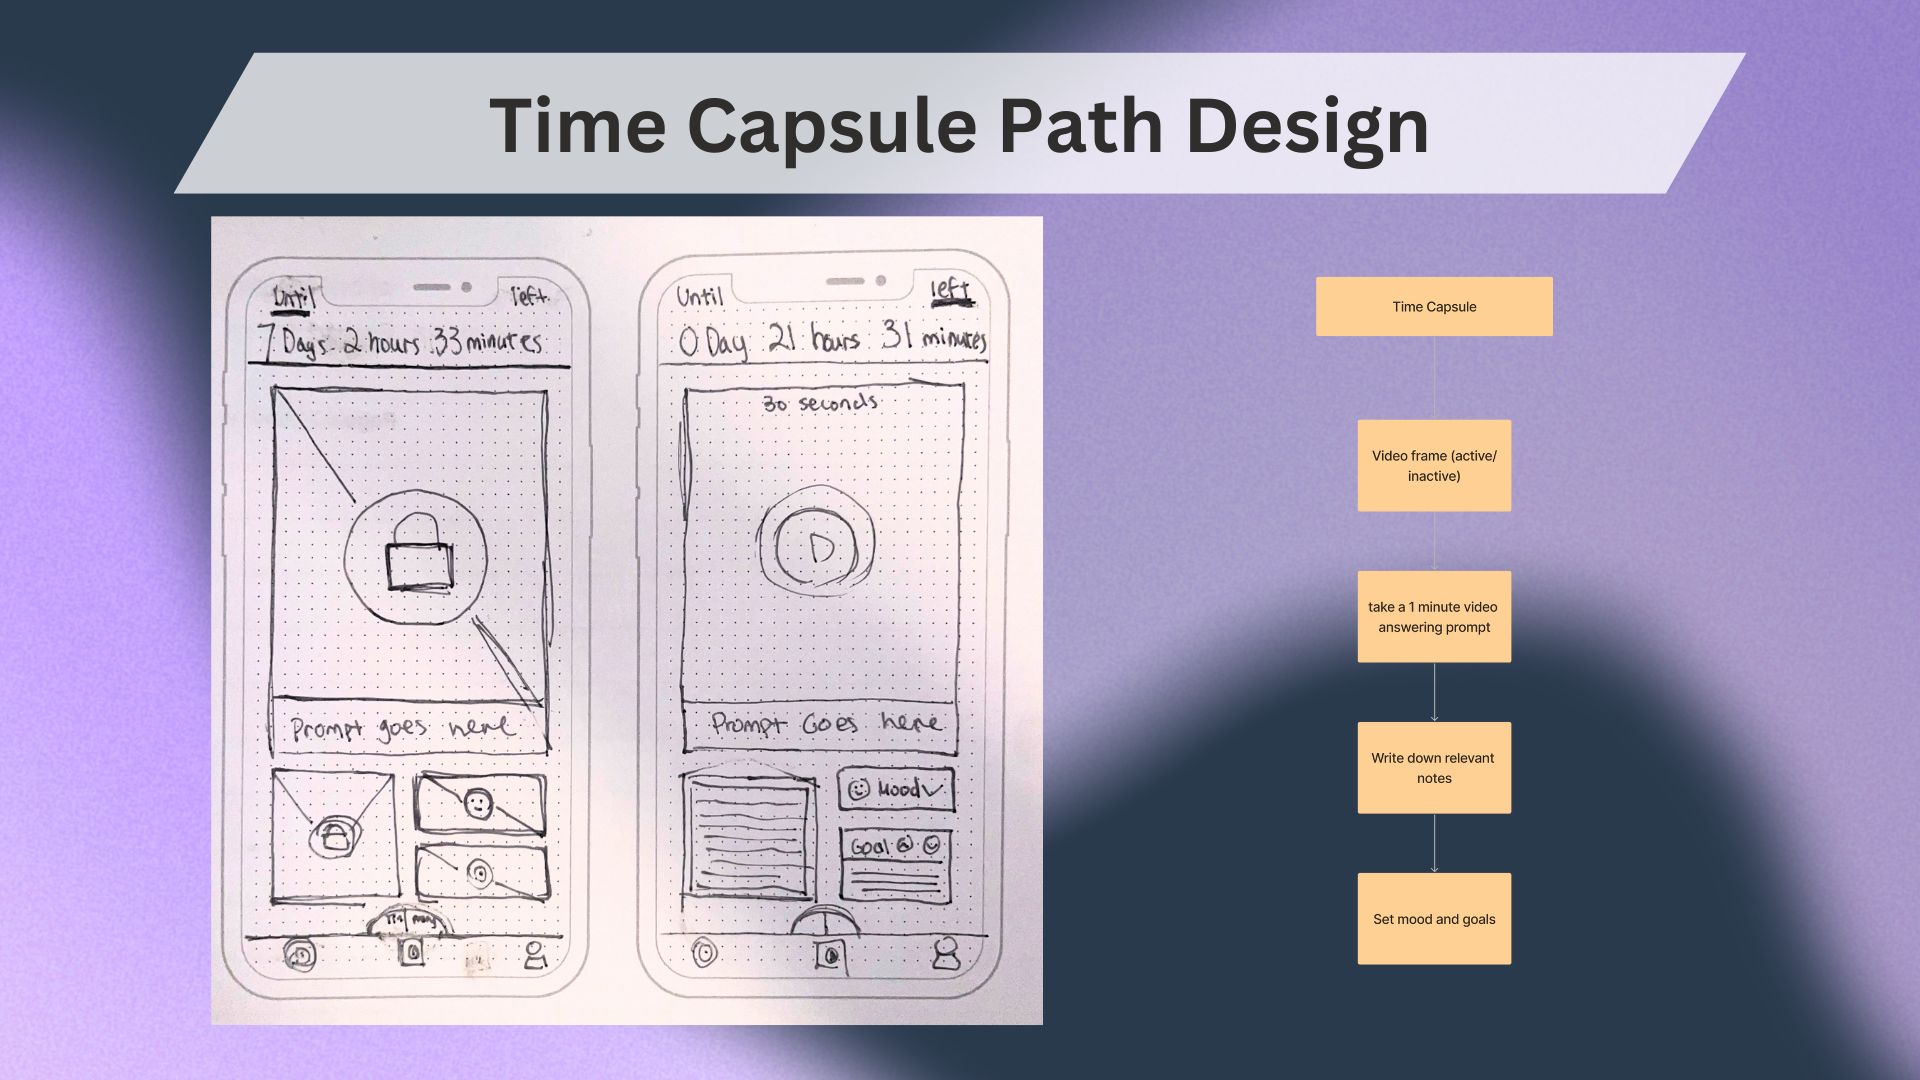 Time Capsule Path Design
Until left
7 Days 2 hours 33 minutes
Prompt goes here
Until left
0 Day 21 hours 31 minutes
30 seconds
Prompt Goes here
Mood
Goal
Time Capsule
Video frame (active/
inactive)
take a 1 minute video
answering prompt
Write down relevant
notes
Set mood and goals